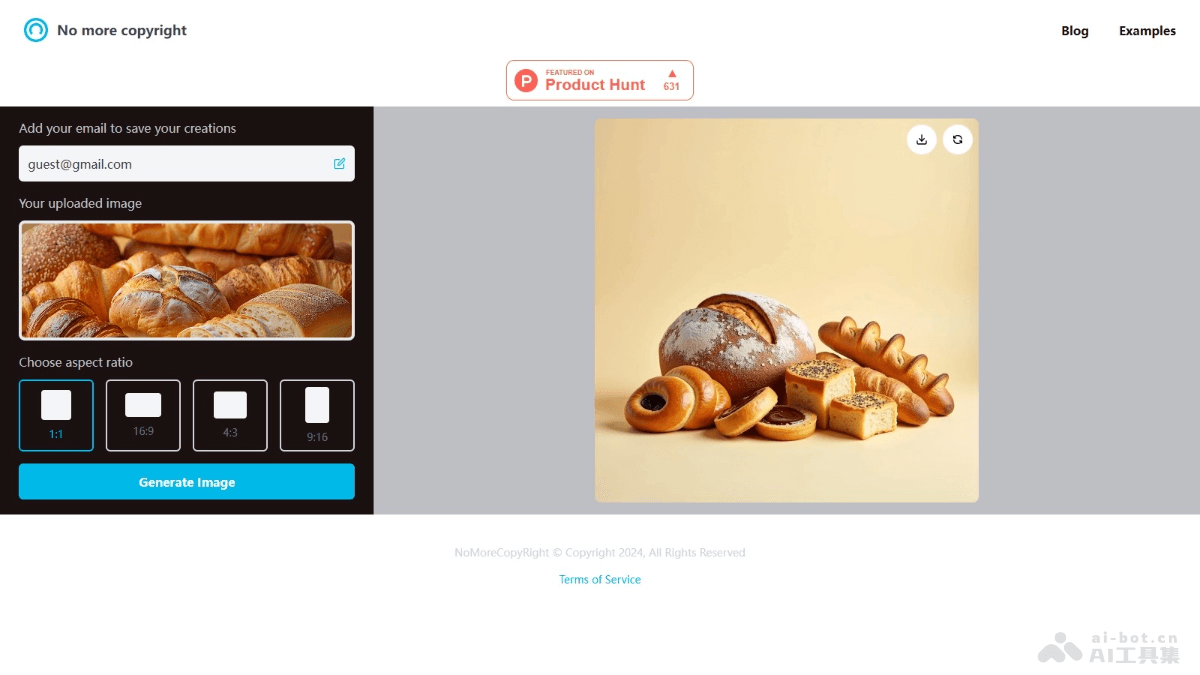 No more copyright
Blog
Examples
FEATURED ON
Product Hunt
631
Add your email to save your creations
guest@gmail.com
Your uploaded image
Choose aspect ratio
1:1
16:9
4:3
9:16
Generate Image
NoMoreCopyRight © Copyright 2024, All Rights Reserved
Terms of Service
ai-bot.cn
AI工具集